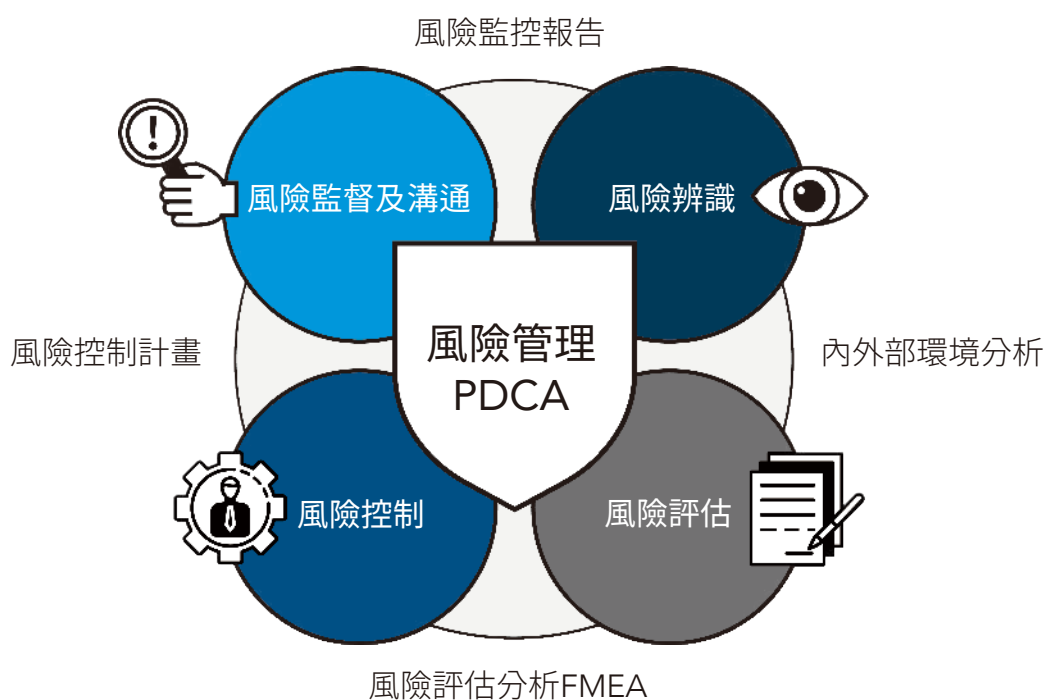 風險監控報告
風險監督及溝通
風險辨識
風險管理
PDCA
風險控制計畫
內外部環境分析
風險控制
風險評估
風險評估分析FMEA